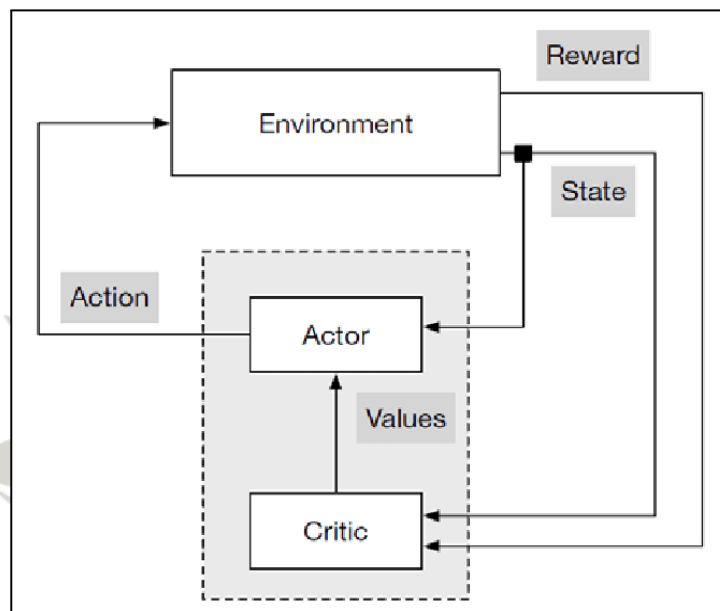 Reward
Environment
State
Action
Actor
Values
Critic